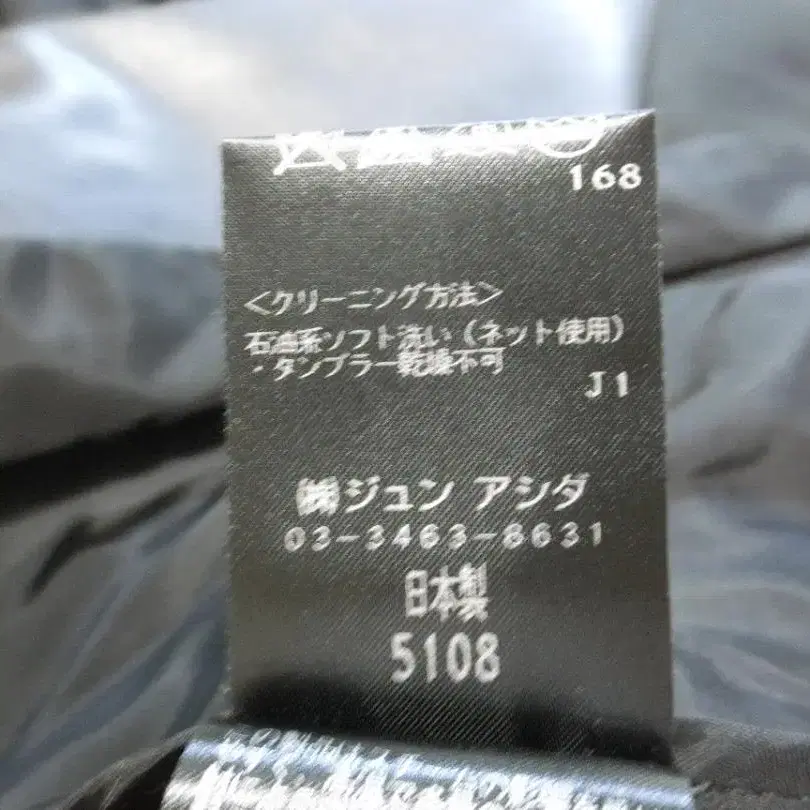 168
<クリーニング方法>
石油系ソフト洗い(ネット使用)
・タンブラー乾燥不可
J1
㈱ジュン アシダ
03-3463-8631
日本製
5108